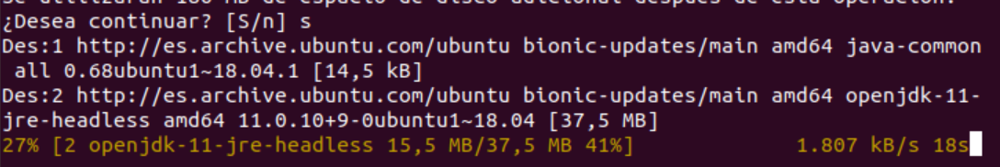 se utilizarán 180 MB de espacio de disco adicional después de esta operación.
¿Desea continuar? [S/n] s
Des:1 http://es.archive.ubuntu.com/ubuntu bionic-updates/main amd64 java-common
all 0.68ubuntu1~18.04.1 [14,5 kB]
Des:2 http://es.archive.ubuntu.com/ubuntu bionic-updates/main amd64 openjdk-11-
jre-headless amd64 11.0.10+9-0ubuntu1~18.04 [37,5 MB]
27% [2 openjdk-11-jre-headless 15,5 MB/37,5 MB 41%] 1.807 kB/s 18s